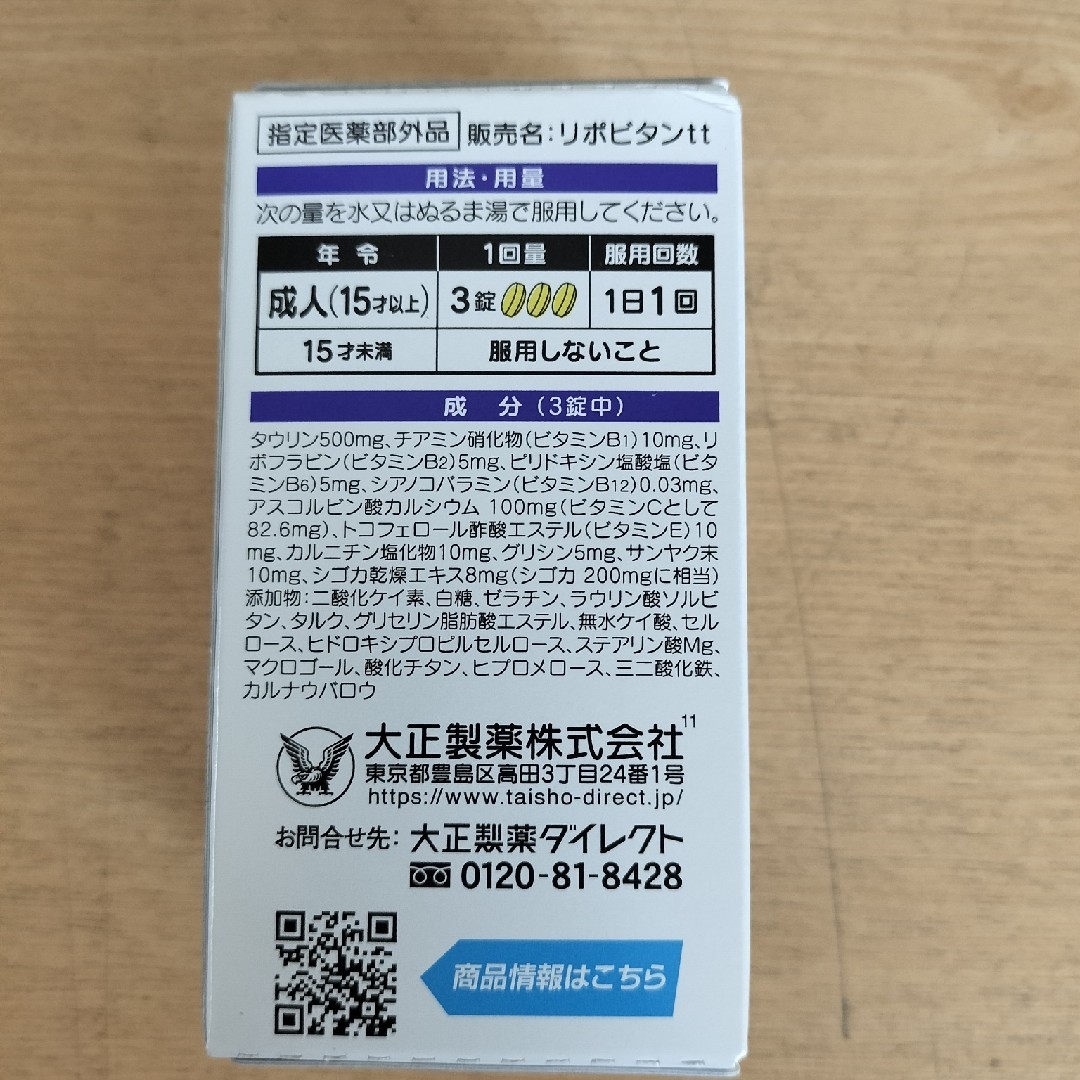 指定医薬部外品 販売名：リポビタンtt
用法・用量
次の量を水又はぬるま湯で服用してください。
年令 1回量 服用回数
成人（15才以上） 3錠 1日1回
15才未満 服用しないこと
成 分（3錠中）
タウリン500mg、チアミン硝化物（ビタミンB1）10mg、リ
ボフラビン（ビタミンB2）5mg、ピリドキシン塩酸塩（ビタ
ミンB6）5mg、シアノコバラミン（ビタミンB12）0.03mg、
アスコルビン酸カルシウム 100mg（ビタミンCとして
82.6mg）、トコフェロール酢酸エステル（ビタミンE）10
mg、カルニチン塩化物10mg、グリシン5mg、サンヤク末
10mg、シゴカ乾燥エキス8mg（シゴカ 200mgに相当）
添加物：二酸化ケイ素、白糖、ゼラチン、ラウリン酸ソルビ
タン、タルク、グリセリン脂肪酸エステル、無水ケイ酸、セル
ロース、ヒドロキシプロピルセルロース、ステアリン酸Mg、
マクロゴール、酸化チタン、ヒプロメロース、三二酸化鉄、
カルナウバロウ
大正製薬株式会社 11
東京都豊島区高田3丁目24番1号
https://www.taisho-direct.jp/
お問合せ先：大正製薬ダイレクト
0120-81-8428
商品情報はこちら